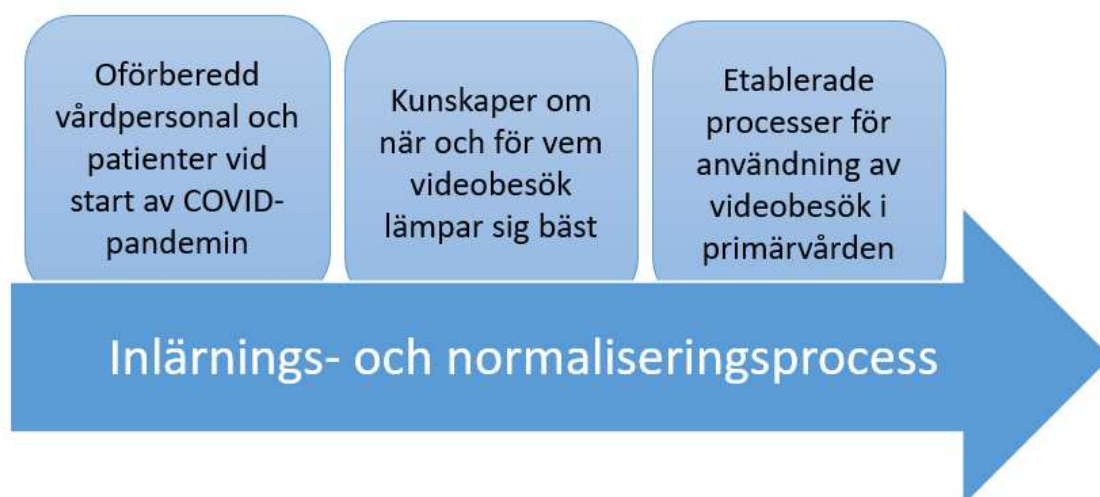 Oförberedd
vårdpersonal och
patienter vid
start av COVID-
pandemin
Kunskaper om
när och för vem
videobesök
lämpar sig bäst
Etablerade
processer för
användning av
videobesök i
primärvården
Inlärnings- och normaliseringsprocess